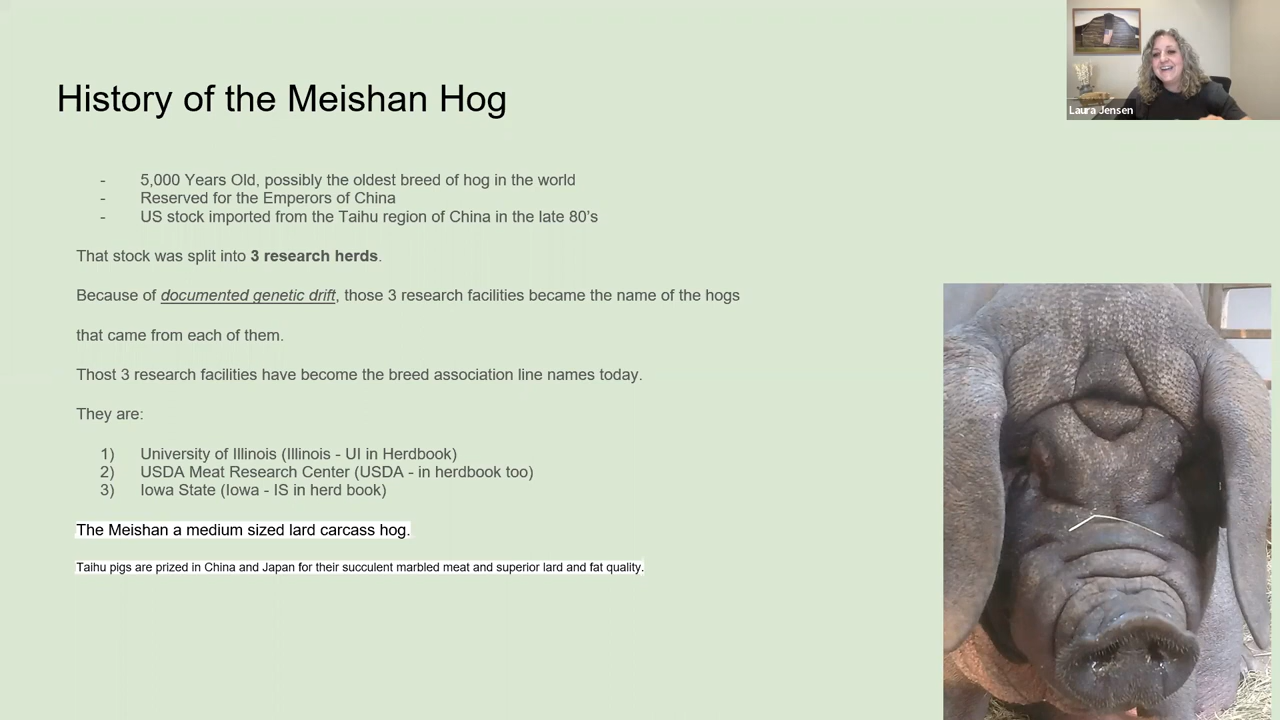 Laura Jensen
History of the Meishan Hog
- 5,000 Years Old, possibly the oldest breed of hog in the world
- Reserved for the Emperors of China
- US stock imported from the Taihu region of China in the late 80's
That stock was split into 3 research herds.
Because of documented genetic drift, those 3 research facilities became the name of the hogs
that came from each of them.
Thost 3 research facilities have become the breed association line names today.
They are:
1) University of Illinois (Illinois - UI in Herdbook)
2) USDA Meat Research Center (USDA - in herdbook too)
3) Iowa State (Iowa - IS in herd book)
The Meishan a medium sized lard carcass hog.
Taihu pigs are prized in China and Japan for their succulent marbled meat and superior lard and fat quality.